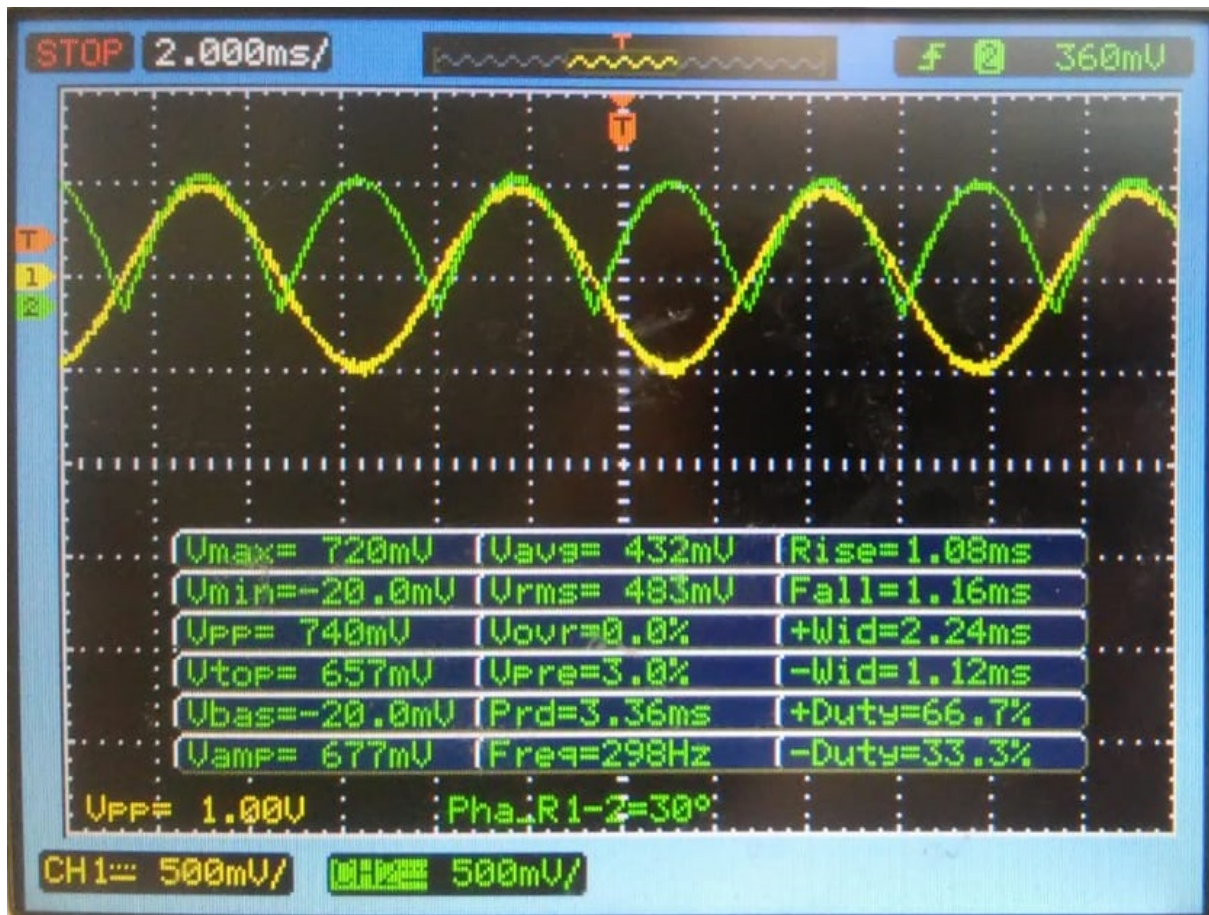 STOP 2.000ms/ T 2 360mV
T
T
1
2
Vmax= 720mV Vavg= 432mV Rise=1.08ms
Vmin=-20.0mV Vrms= 483mV Fall=1.16ms
Vpp= 740mV Vovr=0.0% +Wid=2.24ms
Vtop= 657mV Vpre=3.0% -Wid=1.12ms
Vbas=-20.0mV Prd=3.36ms +Duty=66.7%
Vamp= 677mV Freq=298Hz -Duty=33.3%
Vpp= 1.00V Pha_R1-2=30°
CH1 500mV/ CH2 500mV/